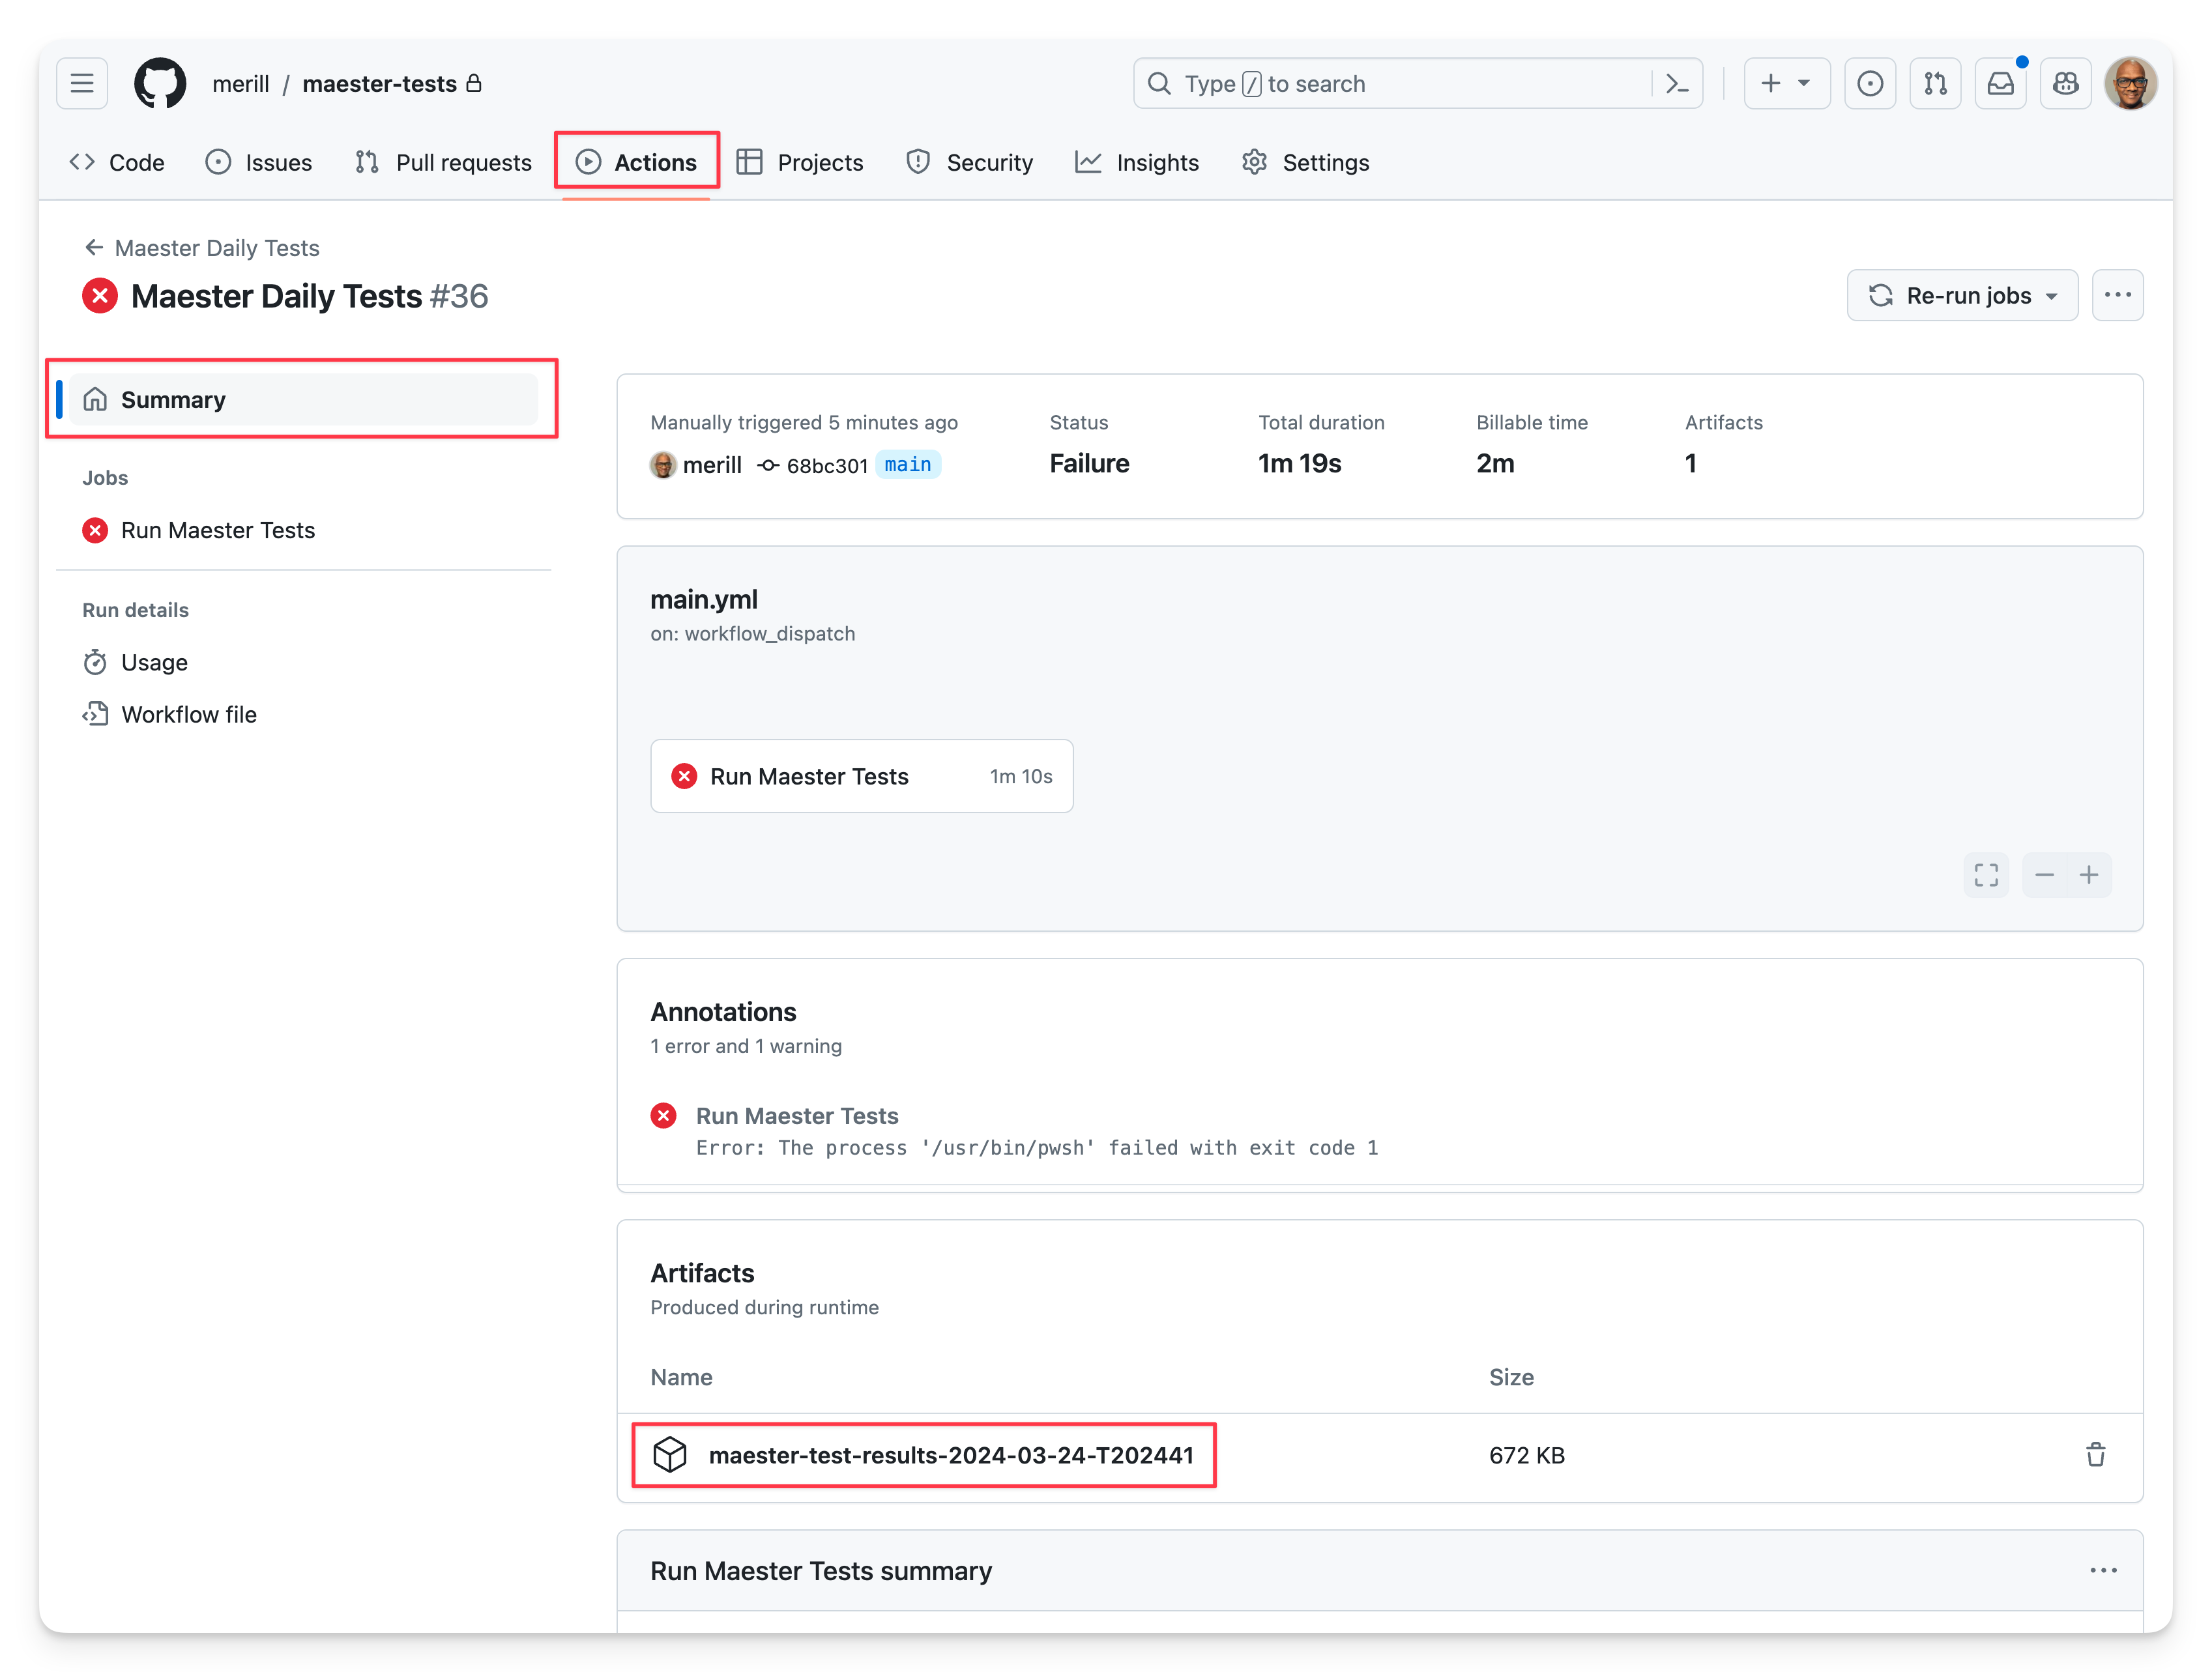 merill / maester-tests
Type / to search
Code
Issues
Pull requests
Actions
Projects
Security
Insights
Settings
Maester Daily Tests
Maester Daily Tests #36
Re-run jobs
Summary
Jobs
Run Maester Tests
Run details
Usage
Workflow file
Manually triggered 5 minutes ago
merill 68bc301 main
Status
Failure
Total duration
1m 19s
Billable time
2m
Artifacts
1
main.yml
on: workflow_dispatch
Run Maester Tests 1m 10s
Annotations
1 error and 1 warning
Run Maester Tests
Error: The process '/usr/bin/pwsh' failed with exit code 1
Artifacts
Produced during runtime
Name Size
maester-test-results-2024-03-24-T202441 672 KB
Run Maester Tests summary